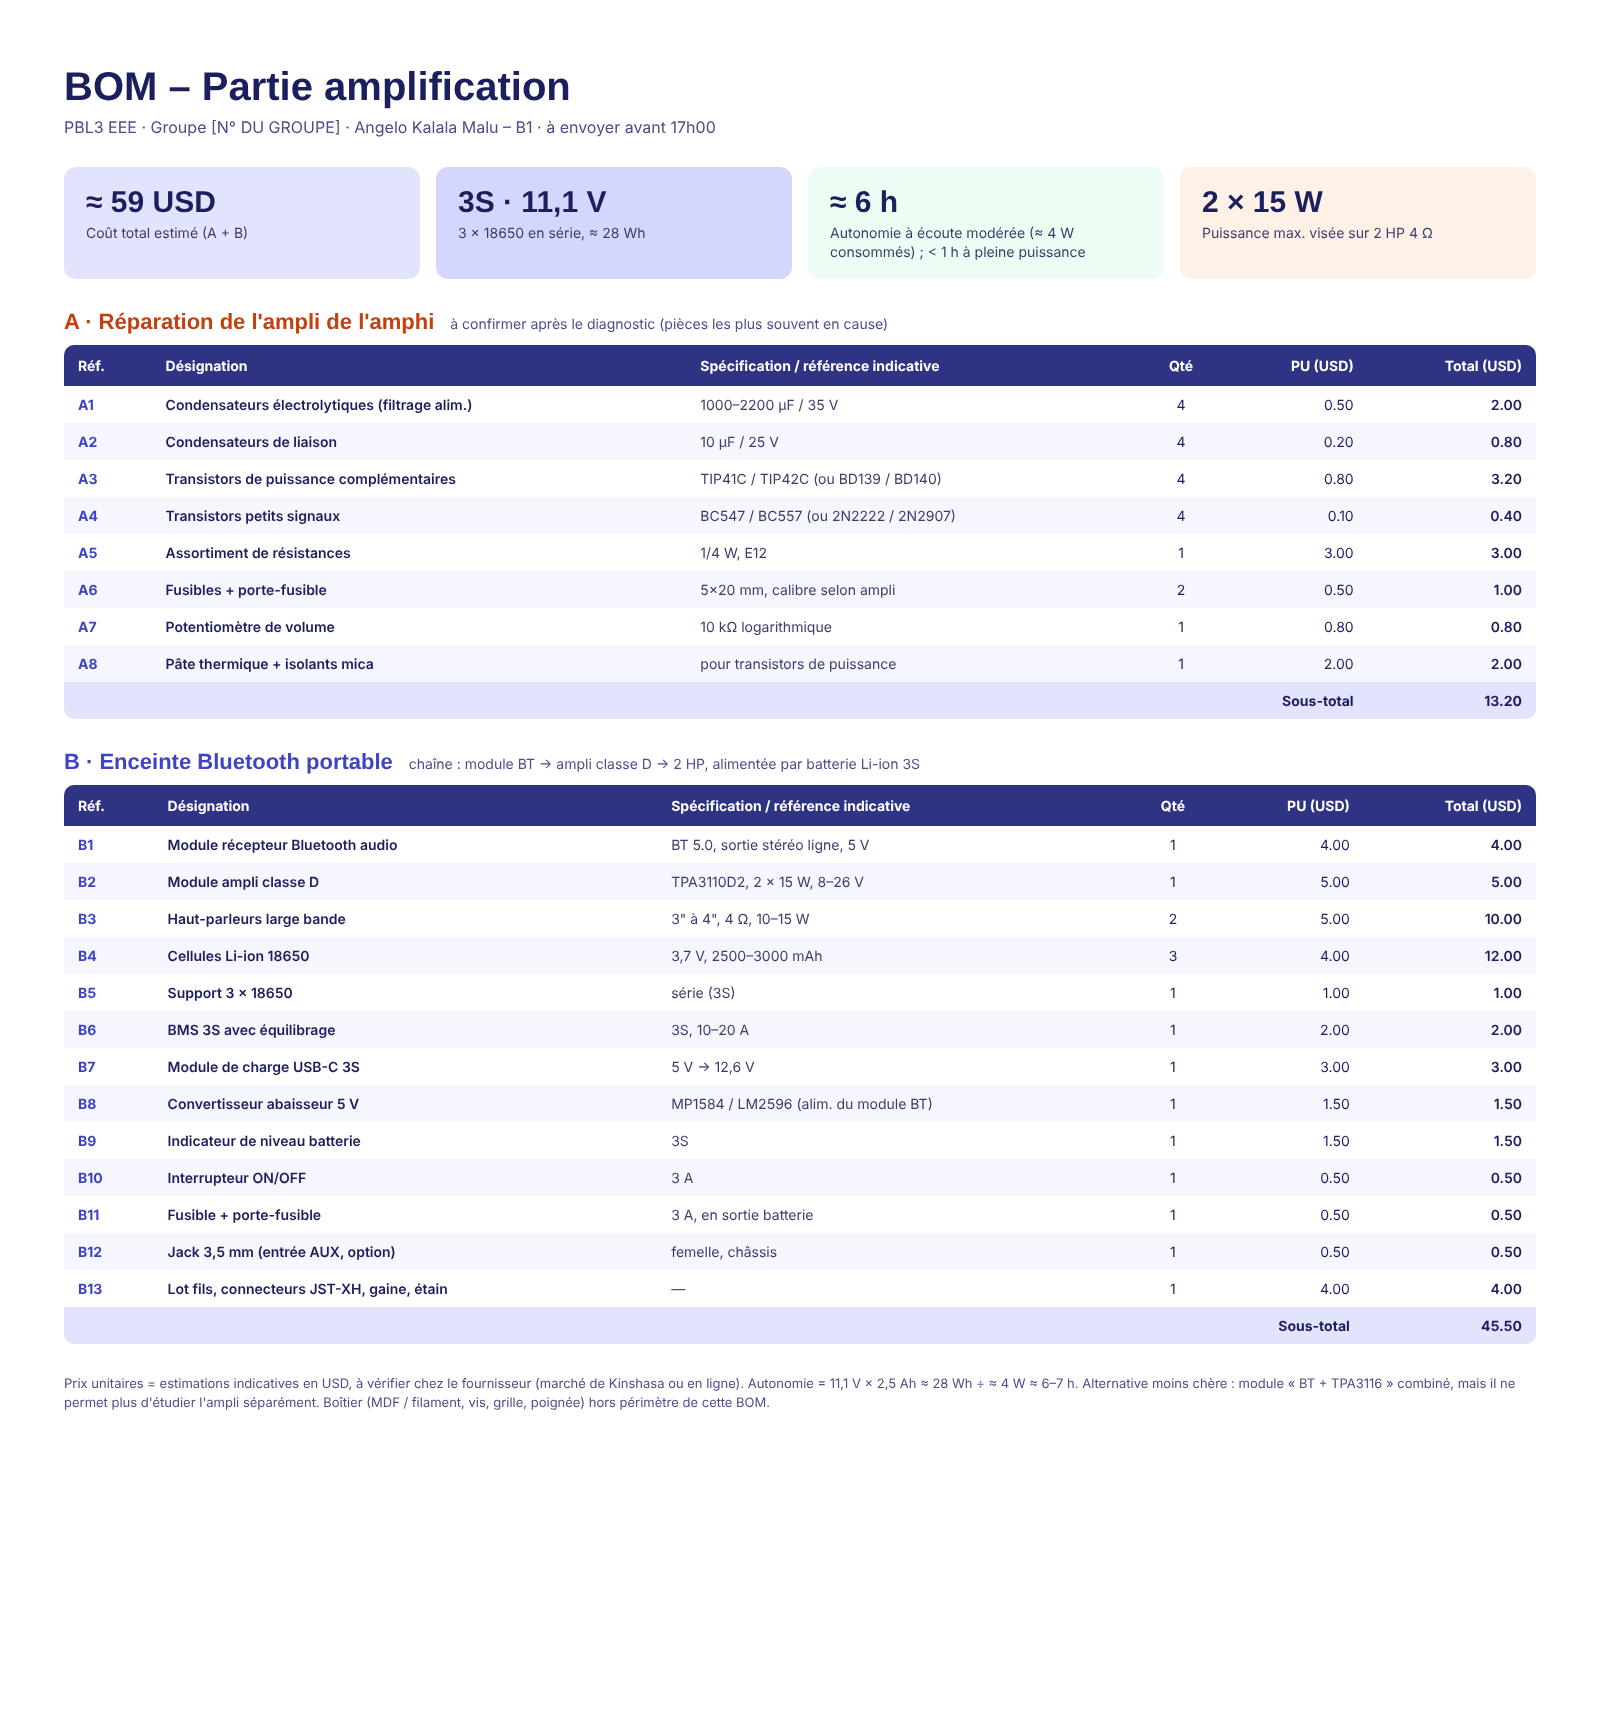 BOM – Partie amplification
PBL3 EEE · Groupe [N° DU GROUPE] · Angelo Kalala Malu – B1 · à envoyer avant 17h00
≈ 59 USD
Coût total estimé (A + B)
3S · 11,1 V
3 × 18650 en série, ≈ 28 Wh
≈ 6 h
Autonomie à écoute modérée (≈ 4 W
consommés) ; < 1 h à pleine puissance
2 × 15 W
Puissance max. visée sur 2 HP 4 Ω
A · Réparation de l'ampli de l'amphi à confirmer après le diagnostic (pièces les plus souvent en cause)
Réf. Désignation Spécification / référence indicative Qté PU (USD) Total (USD)
A1 Condensateurs électrolytiques (filtrage alim.) 1000–2200 µF / 35 V 4 0.50 2.00
A2 Condensateurs de liaison 10 µF / 25 V 4 0.20 0.80
A3 Transistors de puissance complémentaires TIP41C / TIP42C (ou BD139 / BD140) 4 0.80 3.20
A4 Transistors petits signaux BC547 / BC557 (ou 2N2222 / 2N2907) 4 0.10 0.40
A5 Assortiment de résistances 1/4 W, E12 1 3.00 3.00
A6 Fusibles + porte-fusible 5×20 mm, calibre selon ampli 2 0.50 1.00
A7 Potentiomètre de volume 10 kΩ logarithmique 1 0.80 0.80
A8 Pâte thermique + isolants mica pour transistors de puissance 1 2.00 2.00
Sous-total 13.20
B · Enceinte Bluetooth portable chaîne : module BT → ampli classe D → 2 HP, alimentée par batterie Li-ion 3S
Réf. Désignation Spécification / référence indicative Qté PU (USD) Total (USD)
B1 Module récepteur Bluetooth audio BT 5.0, sortie stéréo ligne, 5 V 1 4.00 4.00
B2 Module ampli classe D TPA3110D2, 2 × 15 W, 8–26 V 1 5.00 5.00
B3 Haut-parleurs large bande 3" à 4", 4 Ω, 10–15 W 2 5.00 10.00
B4 Cellules Li-ion 18650 3,7 V, 2500–3000 mAh 3 4.00 12.00
B5 Support 3 × 18650 série (3S) 1 1.00 1.00
B6 BMS 3S avec équilibrage 3S, 10–20 A 1 2.00 2.00
B7 Module de charge USB-C 3S 5 V → 12,6 V 1 3.00 3.00
B8 Convertisseur abaisseur 5 V MP1584 / LM2596 (alim. du module BT) 1 1.50 1.50
B9 Indicateur de niveau batterie 3S 1 1.50 1.50
B10 Interrupteur ON/OFF 3 A 1 0.50 0.50
B11 Fusible + porte-fusible 3 A, en sortie batterie 1 0.50 0.50
B12 Jack 3,5 mm (entrée AUX, option) femelle, châssis 1 0.50 0.50
B13 Lot fils, connecteurs JST-XH, gaine, étain — 1 4.00 4.00
Sous-total 45.50
Prix unitaires = estimations indicatives en USD, à vérifier chez le fournisseur (marché de Kinshasa ou en ligne). Autonomie = 11,1 V × 2,5 Ah ≈ 28 Wh ÷ ≈ 4 W ≈ 6–7 h. Alternative moins chère : module « BT + TPA3116 » combiné, mais il ne
permet plus d'étudier l'ampli séparément. Boîtier (MDF / filament, vis, grille, poignée) hors périmètre de cette BOM.